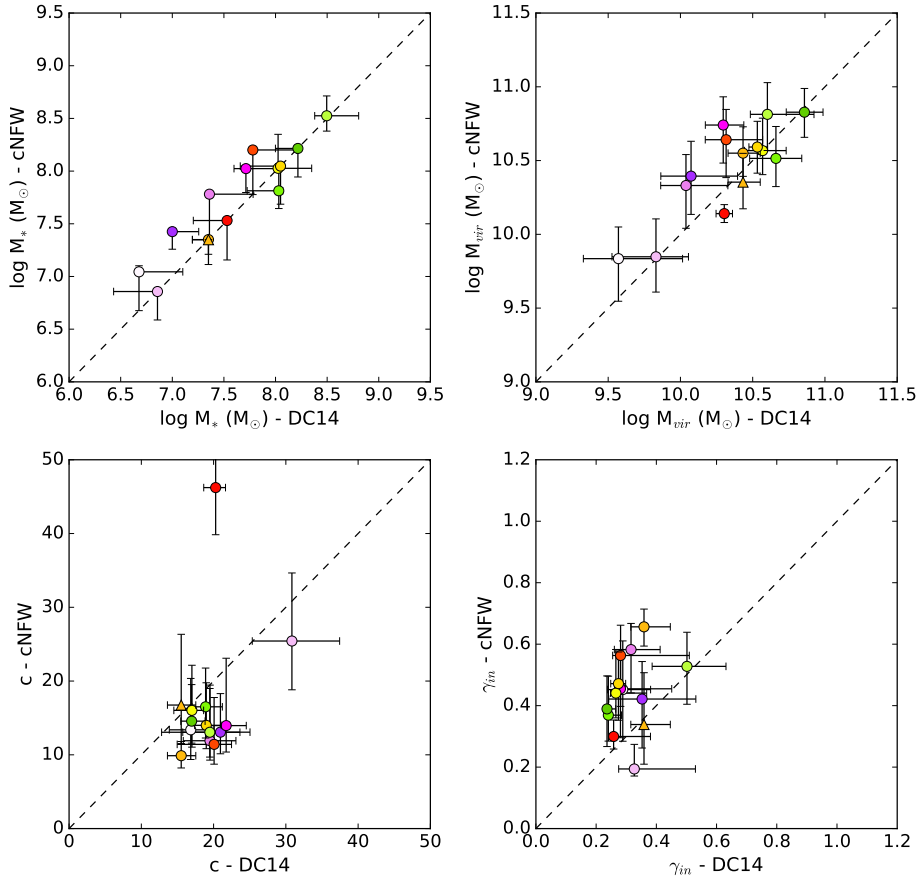 9.5
9.0
8.5
8.0
7.5
7.0
6.5
6.0
log M* (M⊙) - cNFW
6.0 6.5 7.0 7.5 8.0 8.5 9.0 9.5
log M* (M⊙) - DC14
11.5
11.0
10.5
10.0
9.5
9.0
log Mvir (M⊙) - cNFW
9.0 9.5 10.0 10.5 11.0 11.5
log Mvir (M⊙) - DC14
50
40
30
20
10
0
c - cNFW
0 10 20 30 40 50
c - DC14
1.2
1.0
0.8
0.6
0.4
0.2
0.0
γin - cNFW
0.0 0.2 0.4 0.6 0.8 1.0 1.2
γin - DC14